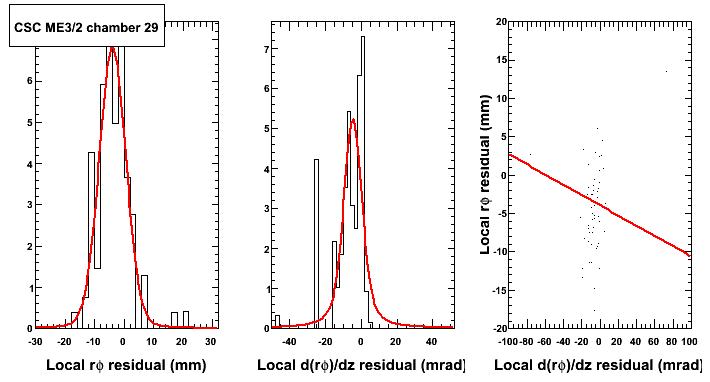 CSC ME3/2 chamber 29
0 1 2 3 4 5 6
-30 -20 -10 0 10 20 30
Local rϕ residual (mm)
0 1 2 3 4 5 6 7
-40 -20 0 20 40
Local d(rϕ)/dz residual (mrad)
Local rϕ residual (mm)
20
15
10
5
0
-5
-10
-15
-20
-100 -80 -60 -40 -20 0 20 40 60 80 100
Local d(rϕ)/dz residual (mrad)